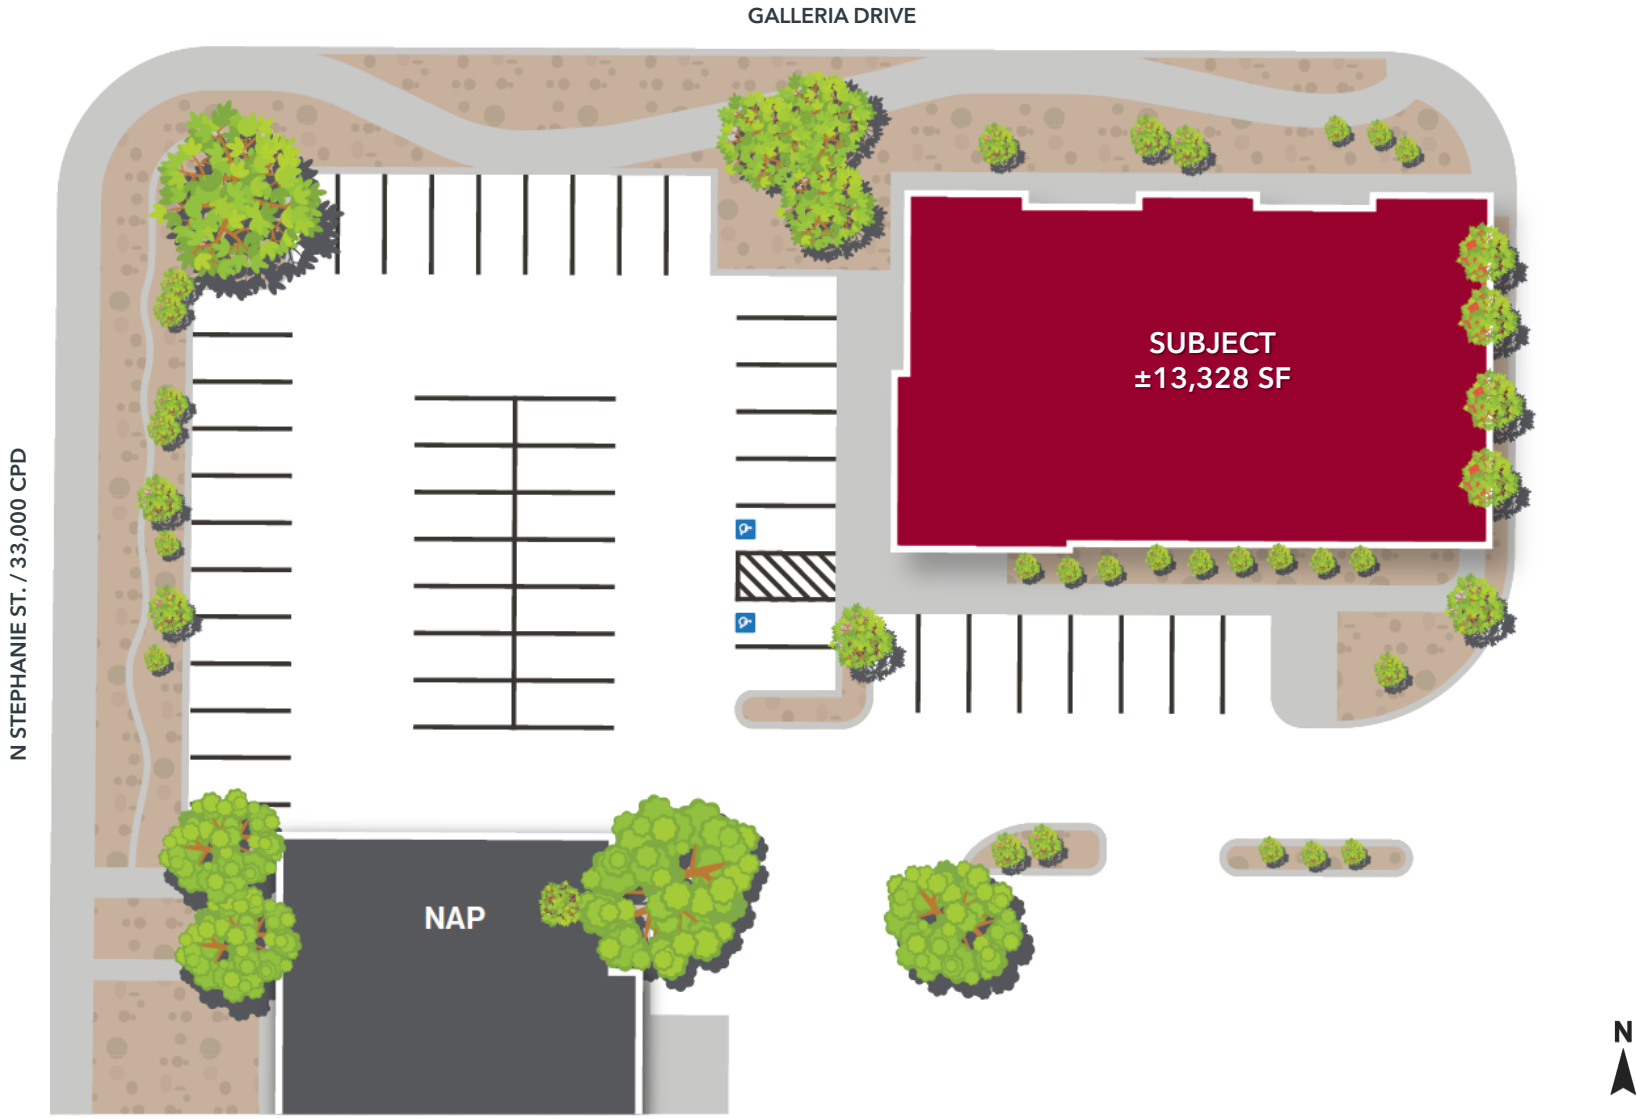 GALLERIA DRIVE
SUBJECT
±13,328 SF
N STEPHANIE ST. / 33,000 CPD
NAP
N